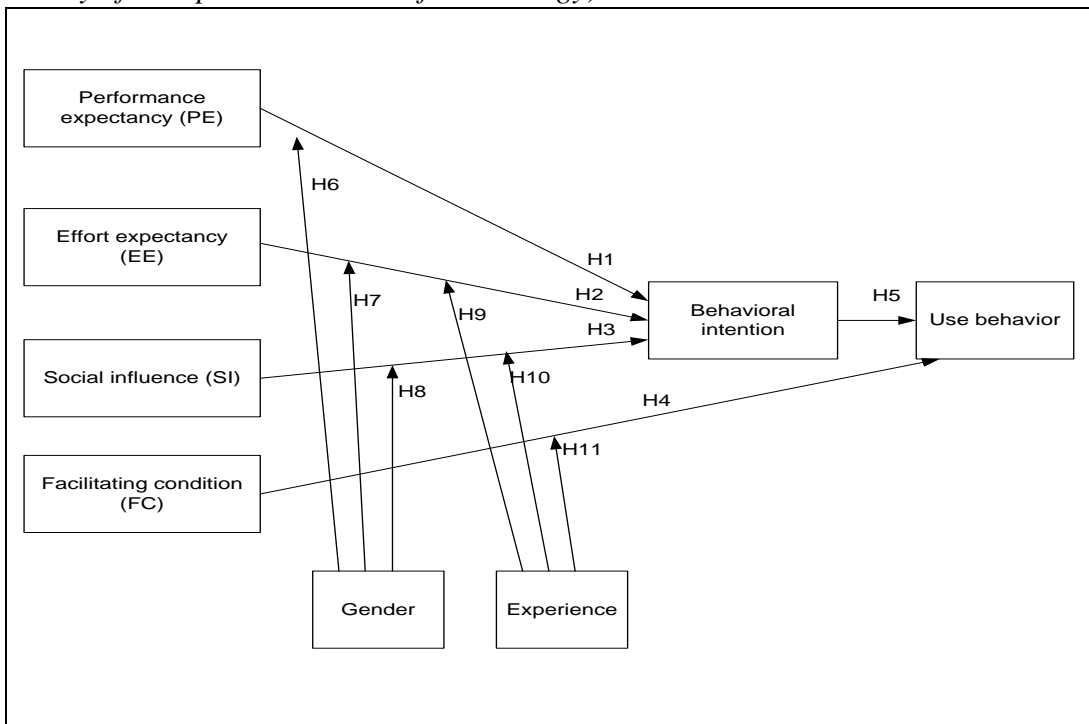 Performance
expectancy (PE)
H6
Effort expectancy
(EE)
H1
H7
H2
H9
H5
Behavioral
intention
Use behavior
H3
Social influence (SI)
H8
H10
H4
H11
Facilitating condition
(FC)
Gender
Experience